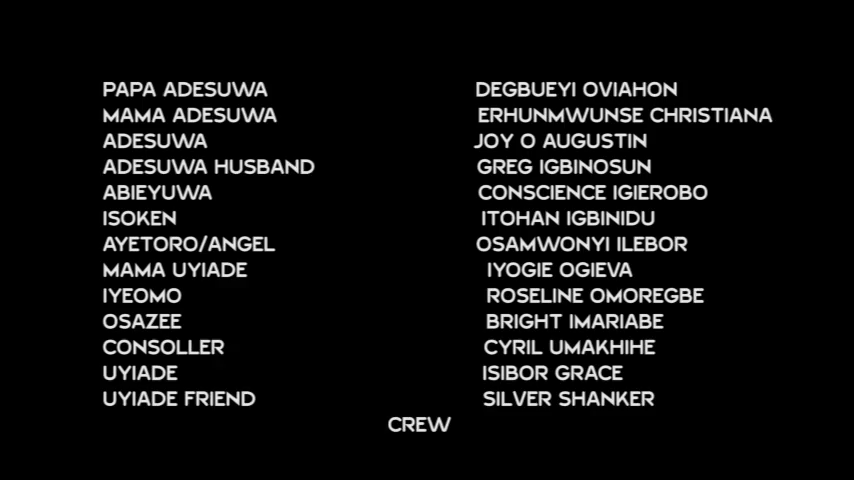 PAPA ADESUWA DEGBUEYI OVIAHON
MAMA ADESUWA ERHUNMWUNSE CHRISTIANA
ADESUWA JOY O AUGUSTIN
ADESUWA HUSBAND GREG IGBINOSUN
ABIEYUWA CONSCIENCE IGIEROBO
ISOKEN ITOHAN IGBINIDU
AYETORO/ANGEL OSAMWONYI ILEBOR
MAMA UYIADE IYOGIE OGIEVA
IYEOMO ROSELINE OMOREGBE
OSAZEE BRIGHT IMARIABE
CONSOLLER CYRIL UMAKHIHE
UYIADE ISIBOR GRACE
UYIADE FRIEND SILVER SHANKER
CREW